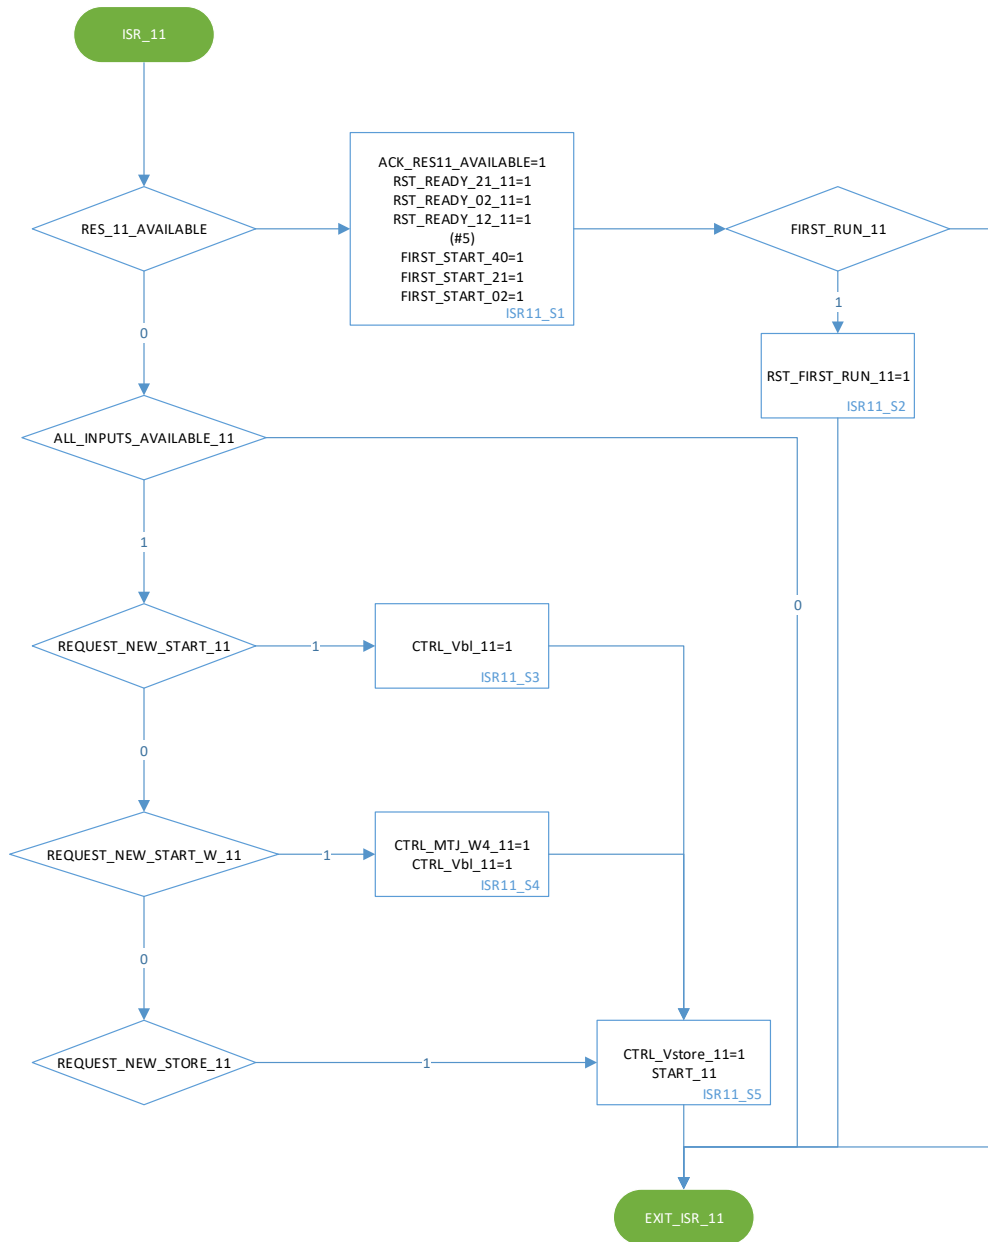 ISR_11
ACK_RES11_AVAILABLE=1
RST_READY_21_11=1
RST_READY_02_11=1
RST_READY_12_11=1
(#5)
FIRST_START_40=1
FIRST_START_21=1
FIRST_START_02=1
ISR11_S1
RES_11_AVAILABLE
FIRST_RUN_11
1
0
RST_FIRST_RUN_11=1
ISR11_S2
ALL_INPUTS_AVAILABLE_11
1
0
REQUEST_NEW_START_11
1
CTRL_Vbl_11=1
ISR11_S3
0
REQUEST_NEW_START_W_11
1
CTRL_MTJ_W4_11=1
CTRL_Vbl_11=1
ISR11_S4
0
REQUEST_NEW_STORE_11
1
CTRL_Vstore_11=1
START_11
ISR11_S5
EXIT_ISR_11